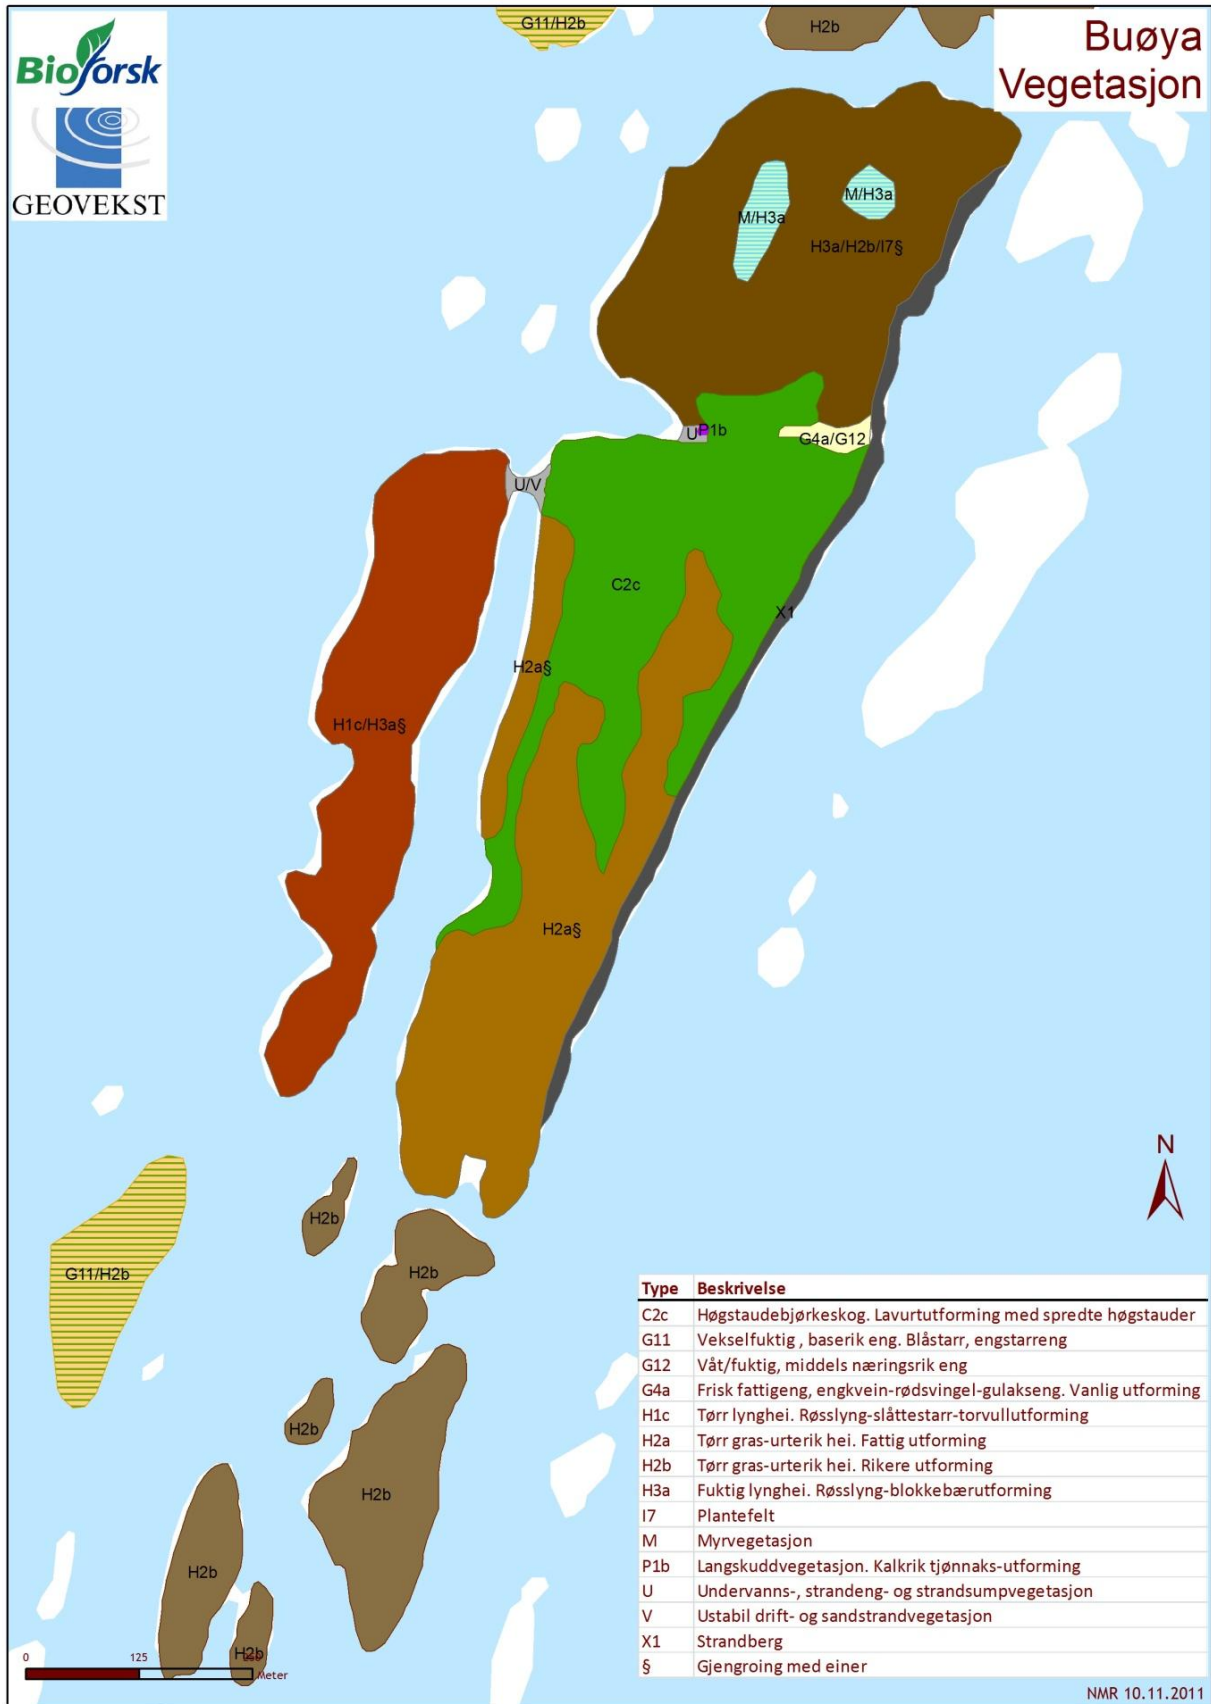 G11/H2b
H2b
Bioforsk
Buøya
Vegetasjon
GEOVEKST
M/H3a
M/H3a
H3a/H2b/I7§
U
P1b
G4a/G12
U/V
C2c
X1
H2a§
H1c/H3a§
H2a§
N
H2b
G11/H2b
H2b
H2b
H2b
H2b
H2b
0 125 250
Meter
Type Beskrivelse
C2c Høgstaudebjørkeskog. Lavurtutforming med spredte høgstauder
G11 Vekselfuktig , baserik eng. Blåstarr, engstarreng
G12 Våt/fuktig, middels næringsrik eng
G4a Frisk fattigeng, engkvein-rødsvingel-gulakseng. Vanlig utforming
H1c Tørr lynghei. Røsslyng-slåttestarr-torvullutforming
H2a Tørr gras-urterik hei. Fattig utforming
H2b Tørr gras-urterik hei. Rikere utforming
H3a Fuktig lynghei. Røsslyng-blokkebærutforming
I7 Plantefelt
M Myrvegetasjon
P1b Langskuddvegetasjon. Kalkrik tjønnaks-utforming
U Undervanns-, strandeng- og strandsumpvegetasjon
V Ustabil drift- og sandstrandvegetasjon
X1 Strandberg
§ Gjengroing med einer
NMR 10.11.2011